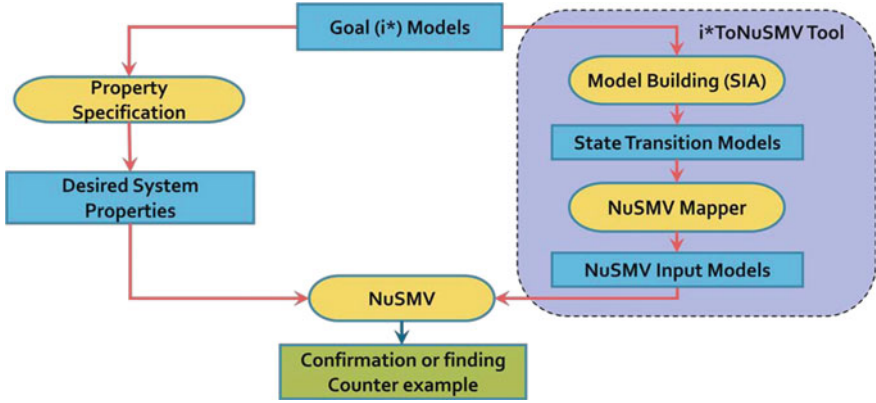 Goal (i*) Models
i*ToNuSMV Tool
Property
Specification
Model Building (SIA)
State Transition Models
Desired System
Properties
NuSMV Mapper
NuSMV Input Models
NuSMV
Confirmation or finding
Counter example